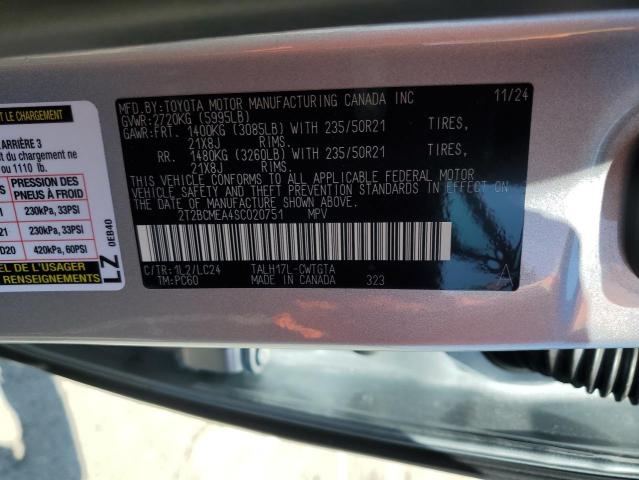 T LE CHARGEMENT
ARRIÈRE 3
du chargement ne
ou 1110 lb.
PRESSION DES
PNEUS À FROID
1 230kPa, 33PSI
21 230kPa, 33PSI
D20 420kPa, 60PSI
EL DE L'USAGER
RENSEIGNEMENTS
LZ 0EB40
MFD.BY:TOYOTA MOTOR MANUFACTURING CANADA INC 11/24
GVWR:2720KG (5995LB)
GAWR:FRT. 1400KG (3085LB) WITH 235/50R21 TIRES,
21X8J RIMS.
RR. 1480KG (3260LB) WITH 235/50R21 TIRES,
21X8J RIMS.
THIS VEHICLE CONFORMS TO ALL APPLICABLE FEDERAL MOTOR
VEHICLE SAFETY AND THEFT PREVENTION STANDARDS IN EFFECT
ON THE DATE OF MANUFACTURE SHOWN ABOVE.
2T2BCMEA4SC020751 MPV
C/TR:1L2/LC24 TALH17L-CWTGTA
TM:PC60 MADE IN CANADA 323
A